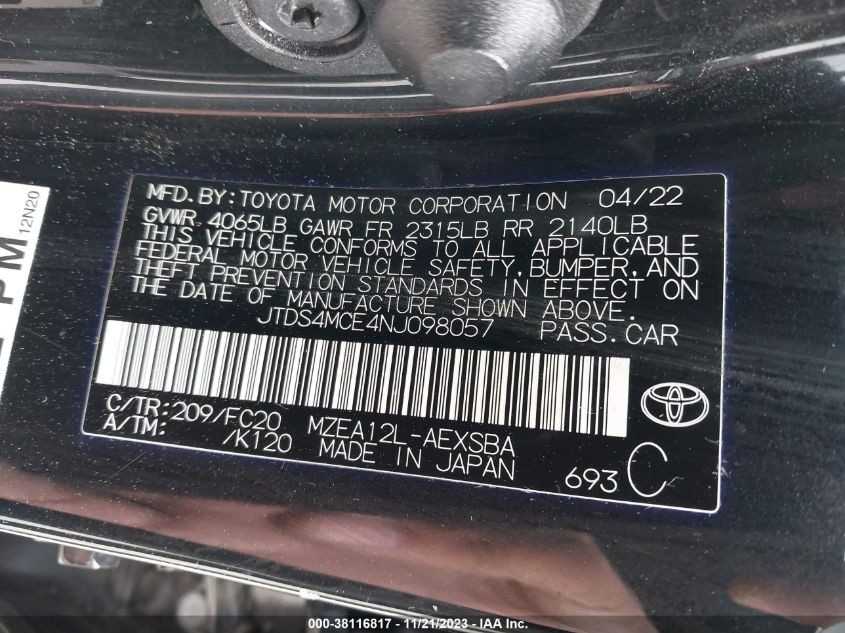 12N20
PM
MFD.BY:TOYOTA MOTOR CORPORATION 04/22
GVWR 4065LB GAWR FR 2315LB RR 2140LB
THIS VEHICLE CONFORMS TO ALL APPLICABLE
FEDERAL MOTOR VEHICLE SAFETY,BUMPER,AND
THEFT PREVENTION STANDARDS IN EFFECT ON
THE DATE OF MANUFACTURE SHOWN ABOVE.
JTDS4MCE4NJ098057 PASS.CAR
C/TR:209/FC20 MZEA12L-AEXSBA
A/TM: /K120 MADE IN JAPAN
693 C
000-38116817 - 11/21/2023 - IAA Inc.